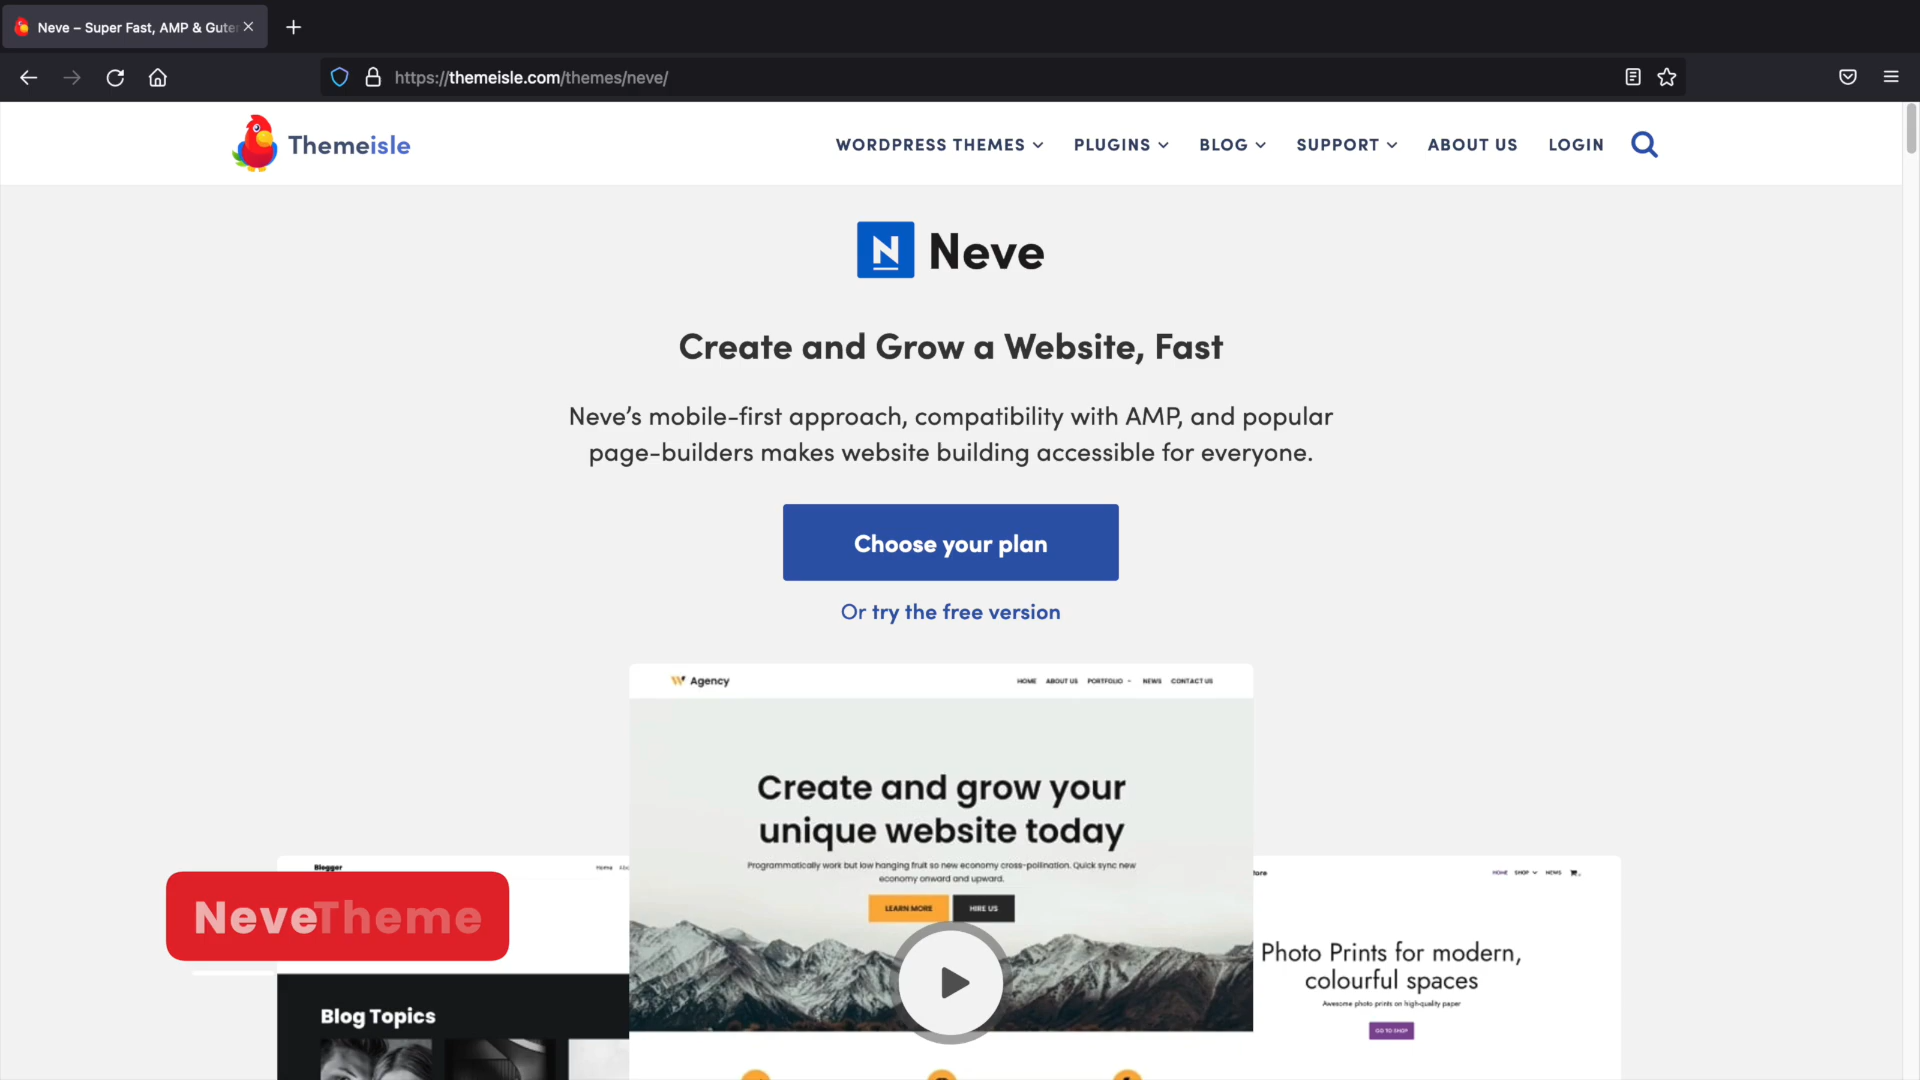 Neve – Super Fast, AMP & Gute
https://themeisle.com/themes/neve/
Themeisle
WORDPRESS THEMES PLUGINS BLOG SUPPORT ABOUT US LOGIN
N Neve
Create and Grow a Website, Fast
Neve's mobile-first approach, compatibility with AMP, and popular
page-builders makes website building accessible for everyone.
Choose your plan
Or try the free version
W Agency
HOME ABOUT US PORTFOLIO NEWS CONTACT US
Create and grow your
unique website today
Programmatically work but low hanging fruit so new economy cross-pollination. Quick sync new
economy onward and upward.
LEARN MORE HIRE US
Blogger
Home
NeveTheme
Blog Topics
HOME SHOP NEWS
Photo Prints for modern,
colourful spaces
Awesome photo prints on high-quality paper
GO TO SHOP